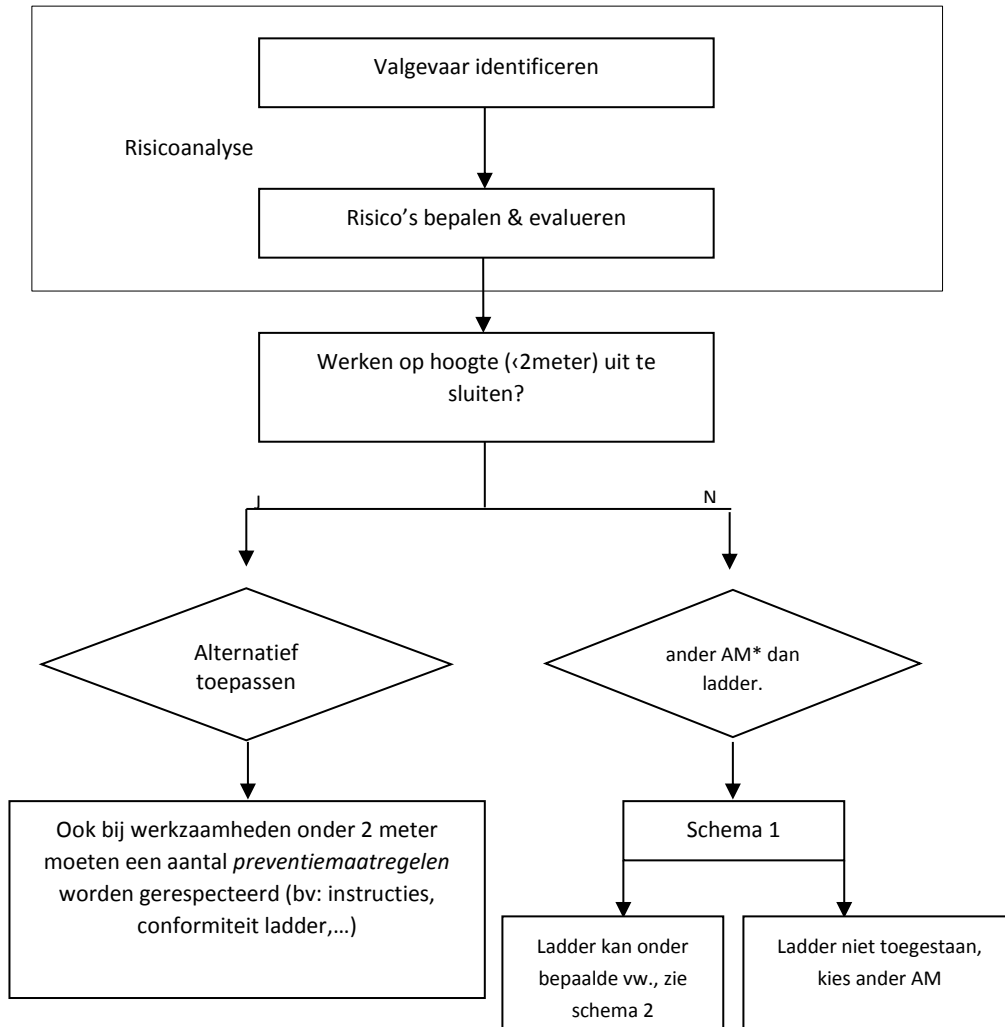 Valgevaar identificeren
Risicoanalyse
Risico’s bepalen & evalueren
Werken op hoogte (‹2meter) uit te
sluiten?
J
N
Alternatief
toepassen
ander AM* dan
ladder.
Ook bij werkzaamheden onder 2 meter
moeten een aantal preventiemaatregelen
worden gerespecteerd (bv: instructies,
conformiteit ladder,…)
Schema 1
Ladder kan onder
bepaalde vw., zie
schema 2
Ladder niet toegestaan,
kies ander AM